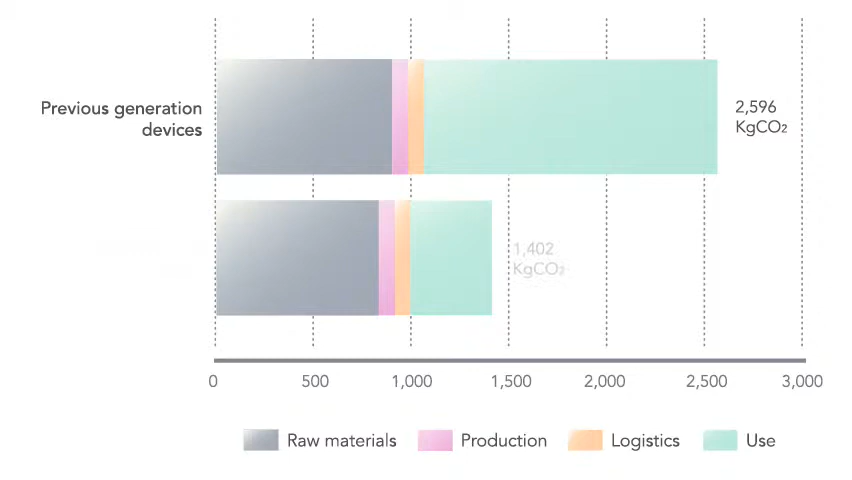 Previous generation
devices
2,596
KgCO₂
1,402
KgCO₂
0 500 1,000 1,500 2,000 2,500 3,000
Raw materials Production Logistics Use